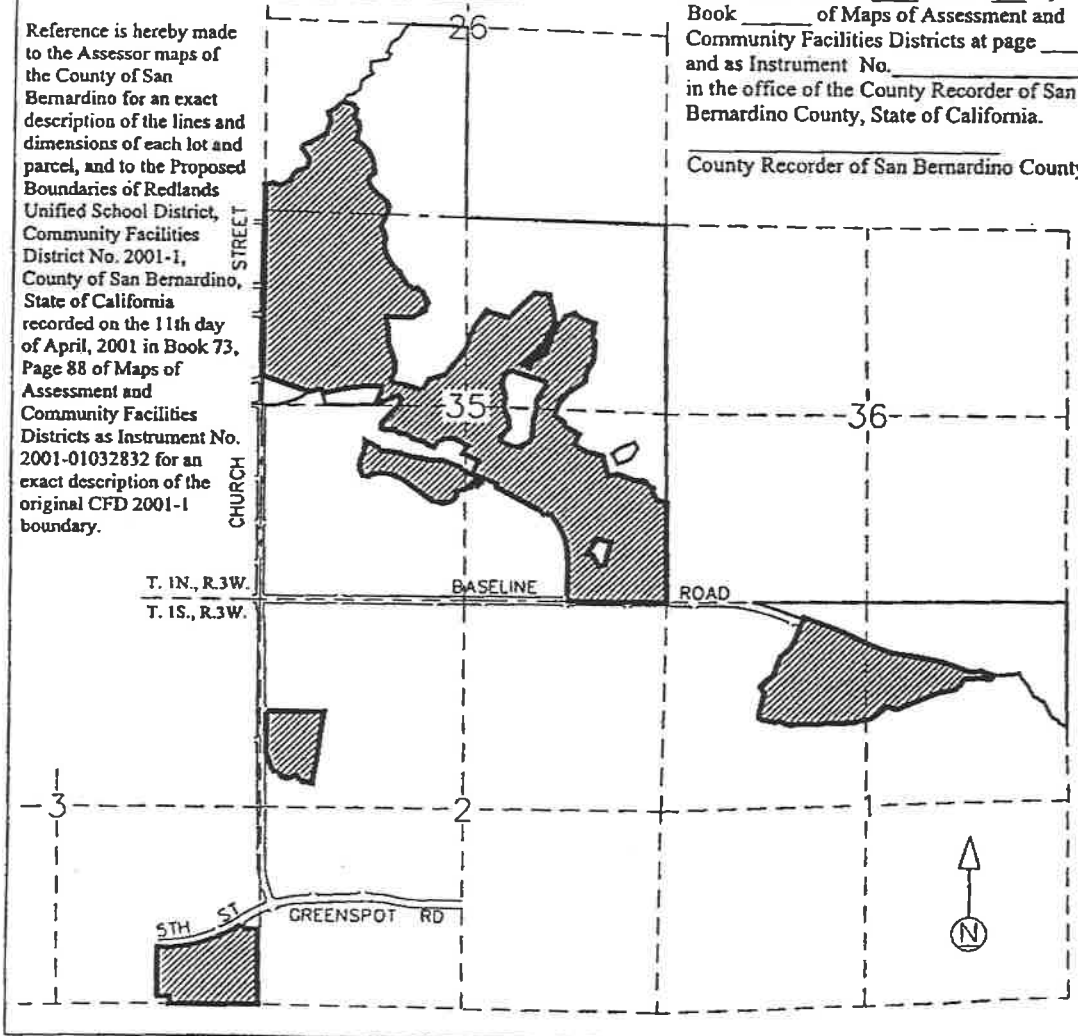 Reference is hereby made
to the Assessor maps of
the County of San
Bernardino for an exact
description of the lines and
dimensions of each lot and
parcel, and to the Proposed
Boundaries of Redlands
Unified School District,
Community Facilities
District No. 2001-1,
County of San Bernardino,
State of California
recorded on the 11th day
of April, 2001 in Book 73,
Page 88 of Maps of
Assessment and
Community Facilities
Districts as Instrument No.
2001-01032832 for an
exact description of the
original CFD 2001-1
boundary.
Book ______ of Maps of Assessment and
Community Facilities Districts at page ____
and as Instrument No.____________
in the office of the County Recorder of San
Bernardino County, State of California.
County Recorder of San Bernardino County
26
35
36
CHURCH STREET
T. 1N., R.3W.
T. 1S., R.3W.
BASELINE ROAD
3
2
1
5TH ST
GREENSPOT RD
N